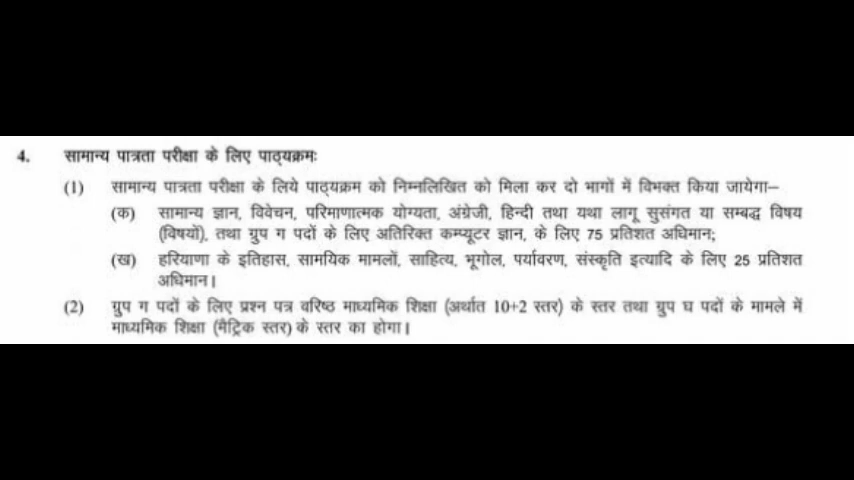 4. सामान्य पात्रता परीक्षा के लिए पाठ्यक्रमः
(1) सामान्य पात्रता परीक्षा के लिये पाठ्यक्रम को निम्नलिखित को मिला कर दो भागों में विभक्त किया जायेगा—
(क) सामान्य ज्ञान, विवेचन, परिमाणात्मक योग्यता, अंग्रेजी, हिन्दी तथा यथा लागू सुसंगत या सम्बद्ध विषय
(विषयों), तथा ग्रुप ग पदों के लिए अतिरिक्त कम्प्यूटर ज्ञान, के लिए 75 प्रतिशत अधिमान;
(ख) हरियाणा के इतिहास, सामयिक मामलों, साहित्य, भूगोल, पर्यावरण, संस्कृति इत्यादि के लिए 25 प्रतिशत
अधिमान।
(2) ग्रुप ग पदों के लिए प्रश्न पत्र वरिष्ठ माध्यमिक शिक्षा (अर्थात 10+2 स्तर) के स्तर तथा ग्रुप घ पदों के मामले में
माध्यमिक शिक्षा (मैट्रिक स्तर) के स्तर का होगा।